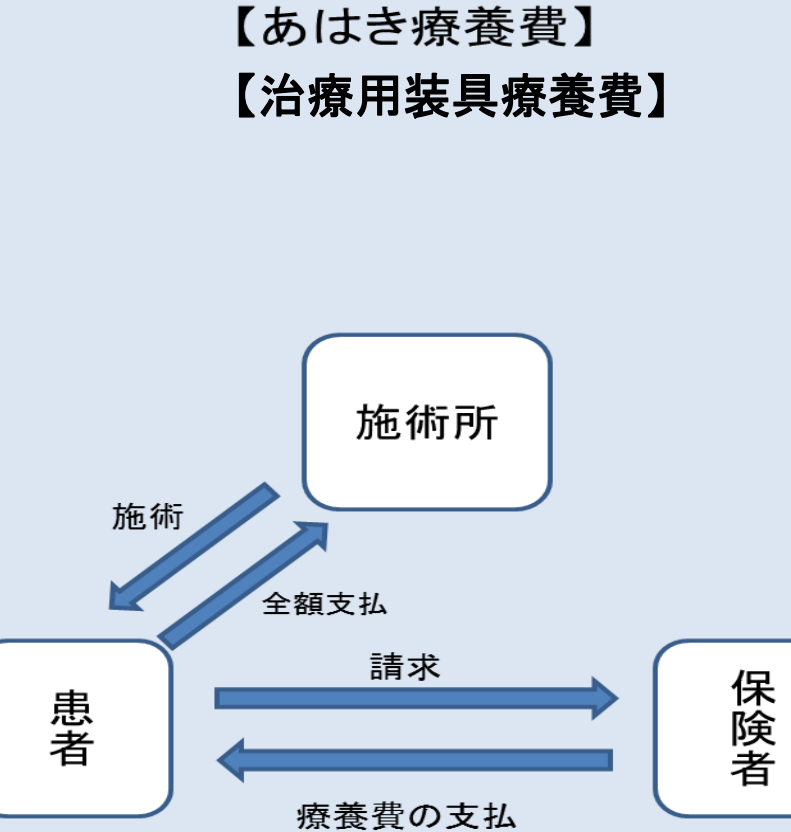 【あはき療養費】
【治療用装具療養費】
施術所
施術
全額支払
請求
患者
保険者
療養費の支払